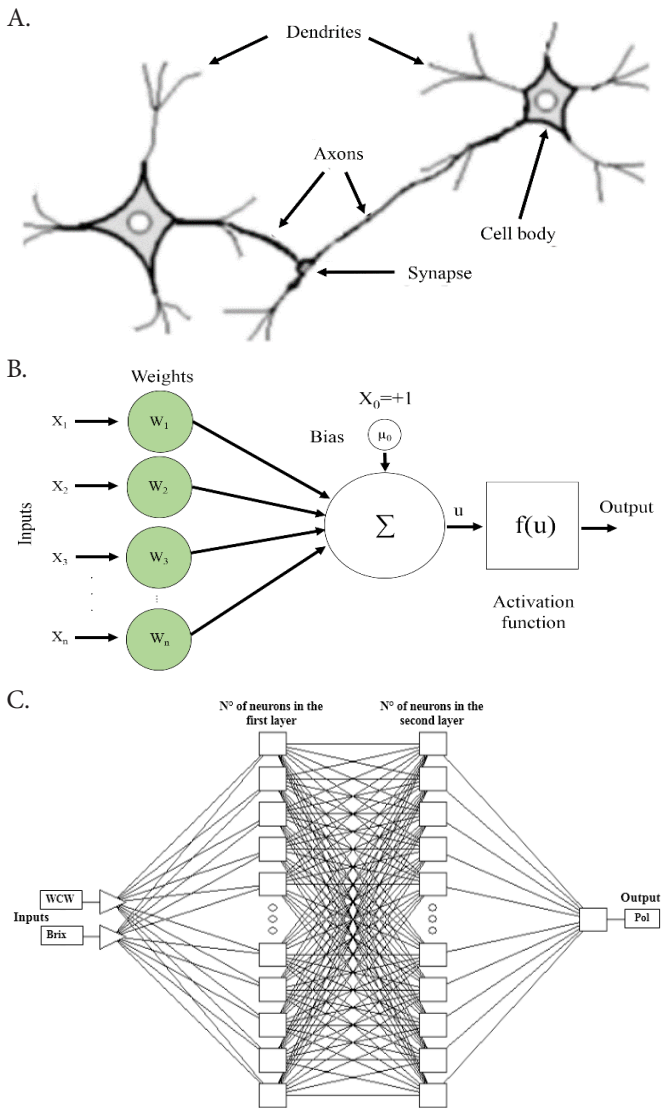 A.
Dendrites
Axons
Cell body
Synapse
B.
Weights
X₀=+1
Bias
μ₀
X₁
W₁
X₂
W₂
Inputs
Σ
u
f(u)
Output
X₃
W₃
Activation
function
Xₙ
Wₙ
C.
N° of neurons in the
first layer
N° of neurons in the
second layer
WCW
Inputs
Brix
Output
Pol